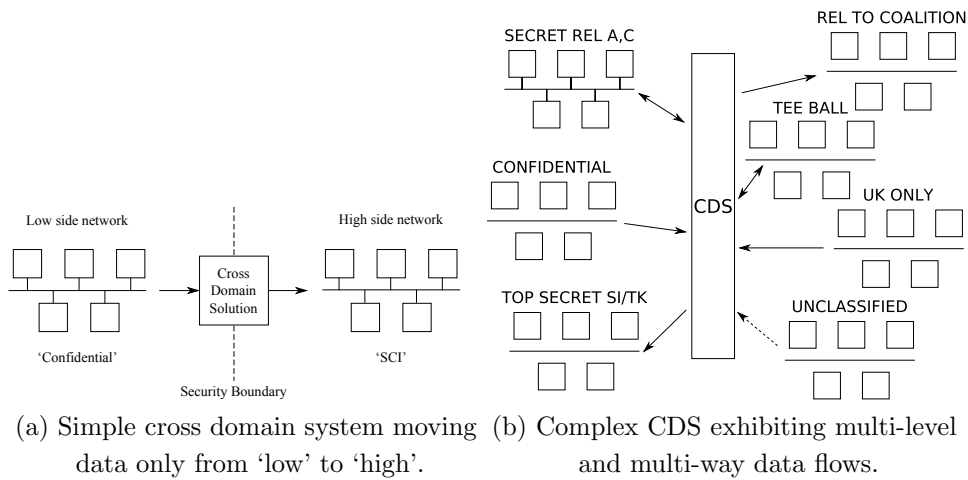 Low side network
High side network
Cross
Domain
Solution
‘Confidential’
‘SCI’
Security Boundary
(a) Simple cross domain system moving
data only from ‘low’ to ‘high’.
SECRET REL A,C
REL TO COALITION
TEE BALL
CONFIDENTIAL
CDS
UK ONLY
TOP SECRET SI/TK
UNCLASSIFIED
(b) Complex CDS exhibiting multi-level
and multi-way data flows.